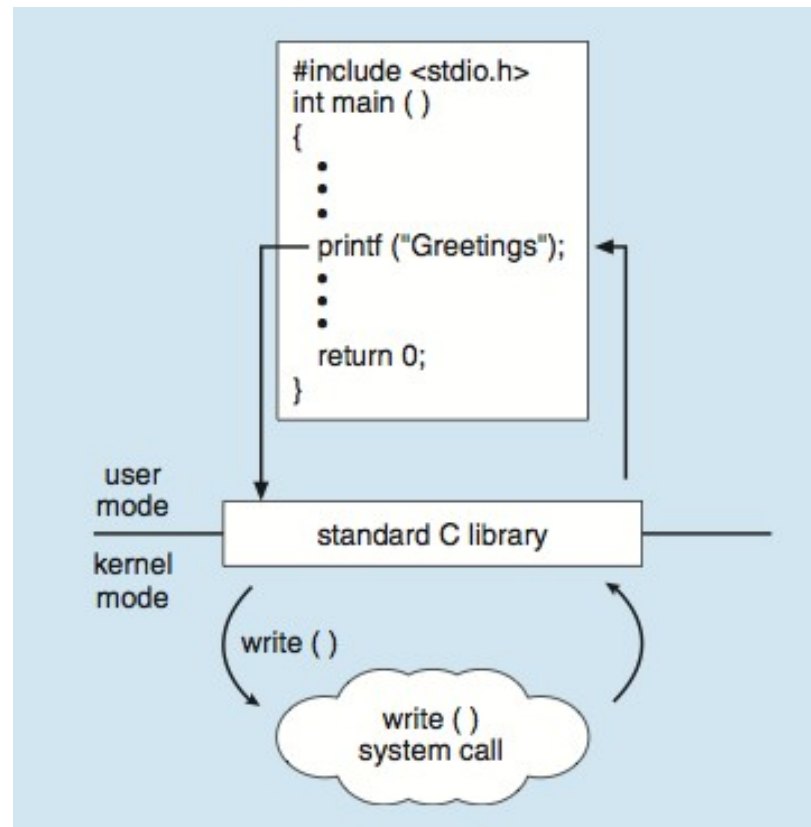 #include <stdio.h>
int main ( )
{
•
•
•
printf ("Greetings");
•
•
•
return 0;
}
user
mode
standard C library
kernel
mode
write ( )
write ( )
system call